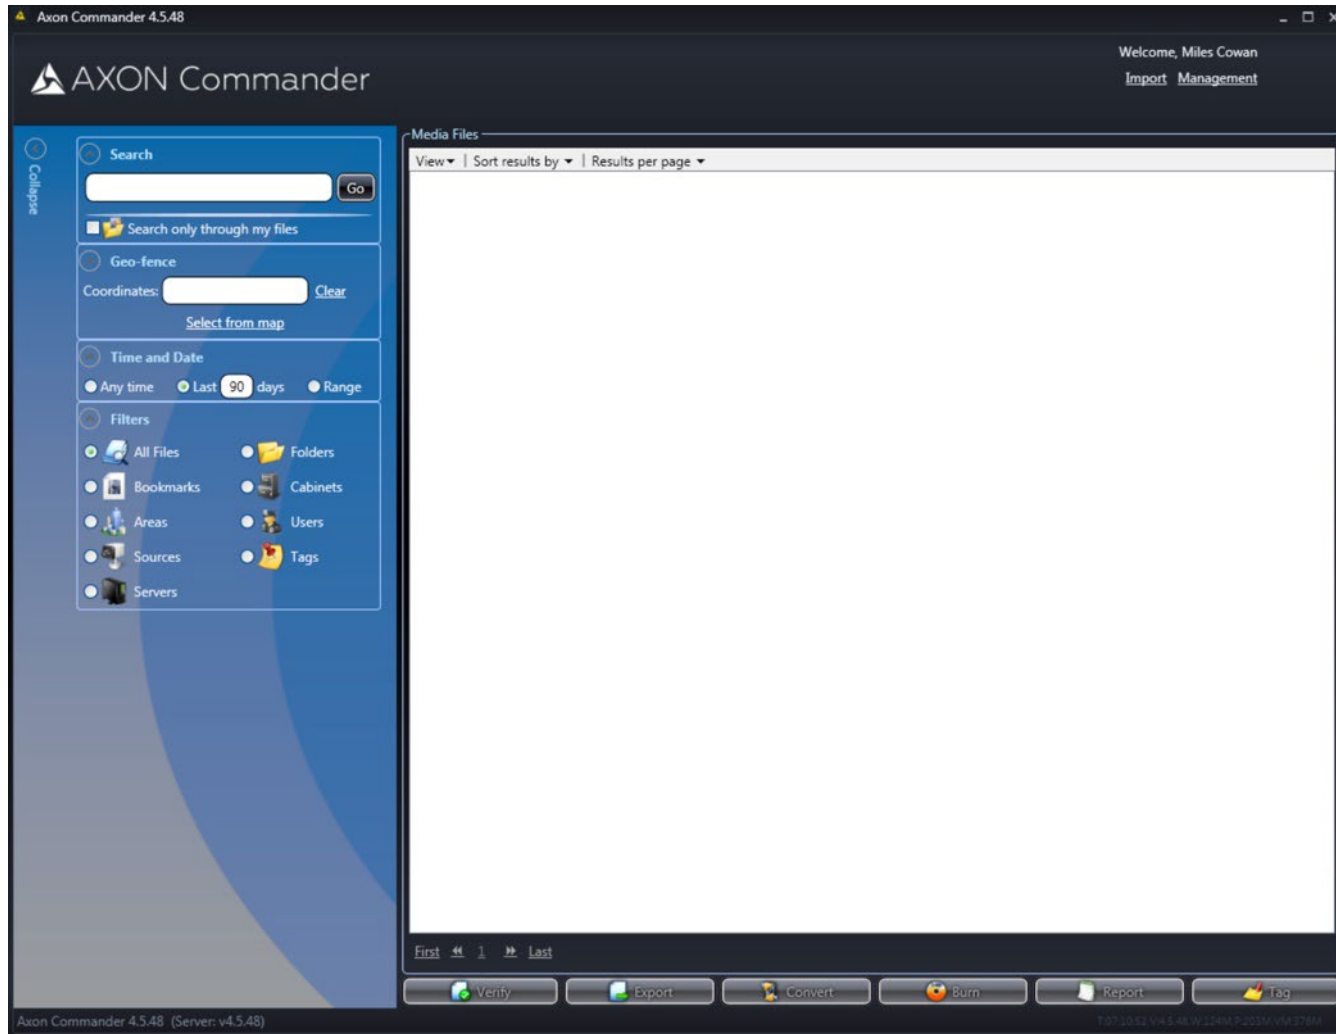 Axon Commander 4.5.48
Welcome, Miles Cowan
AXON Commander
Import Management
Collapse
Search
Go
Search only through my files
Geo-fence
Coordinates: Clear
Select from map
Time and Date
Any time Last 90 days Range
Filters
All Files Folders
Bookmarks Cabinets
Areas Users
Sources Tags
Servers
Media Files
View Sort results by Results per page
First 1 Last
Verify Export Convert Burn Report Tag
Axon Commander 4.5.48 (Server: v4.5.48)